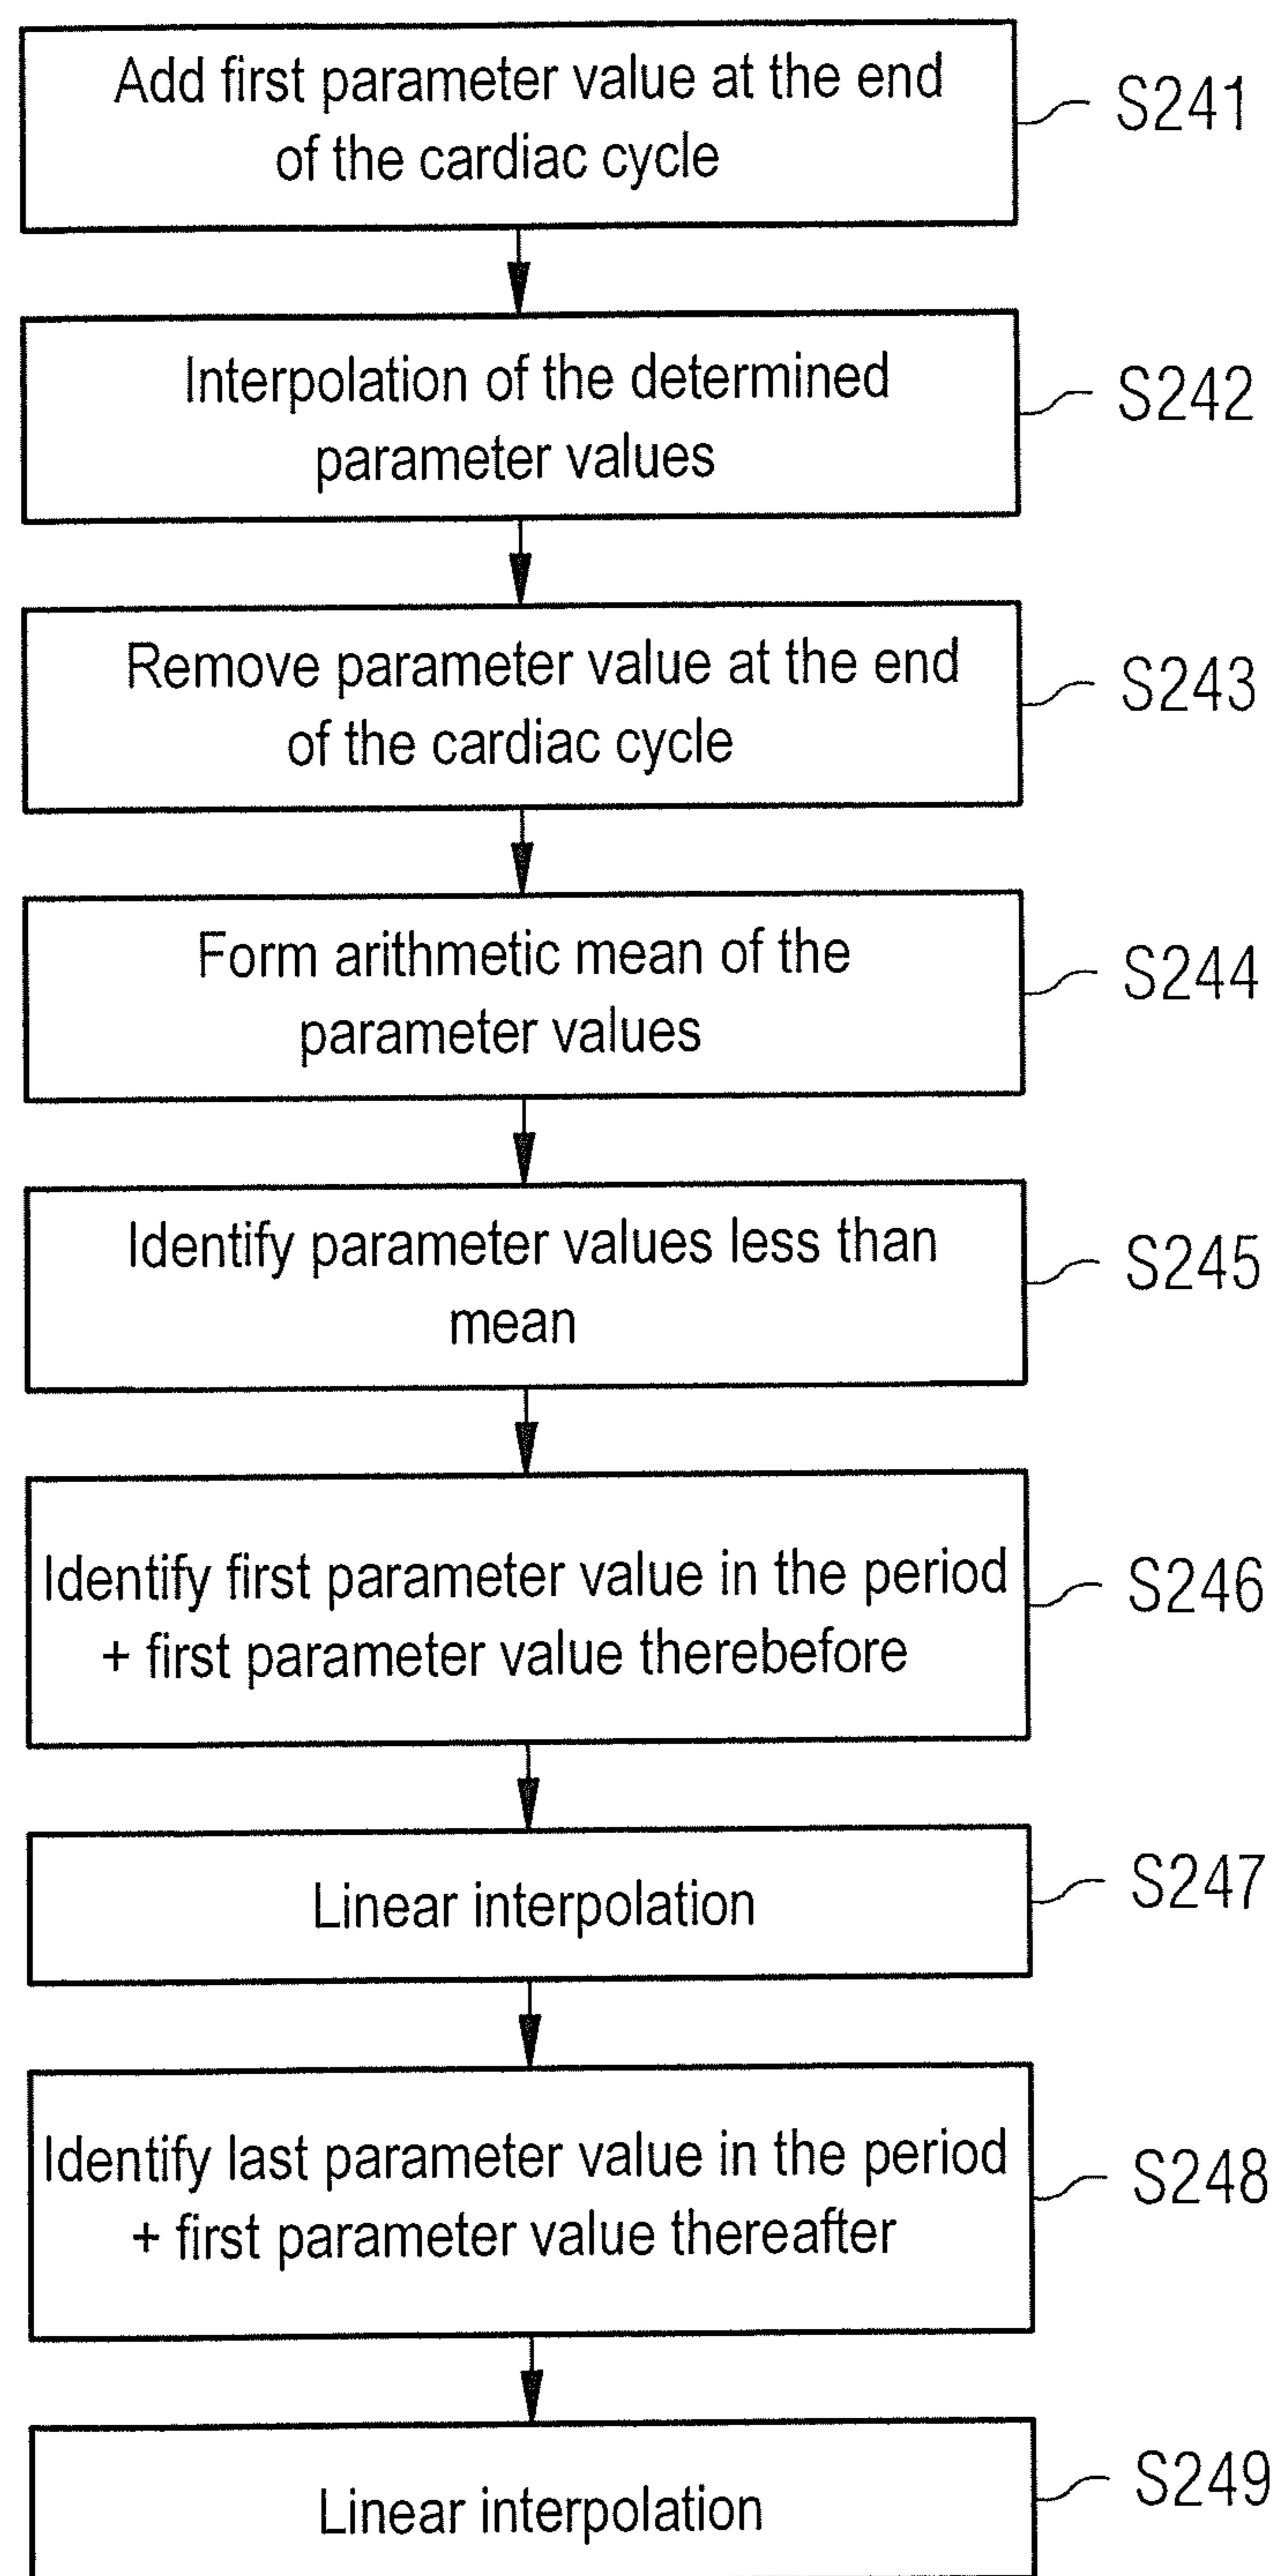 Add first parameter value at the end
of the cardiac cycle
S241
Interpolation of the determined
parameter values
S242
Remove parameter value at the end
of the cardiac cycle
S243
Form arithmetic mean of the
parameter values
S244
Identify parameter values less than
mean
S245
Identify first parameter value in the period
+ first parameter value therebefore
S246
Linear interpolation
S247
Identify last parameter value in the period
+ first parameter value thereafter
S248
Linear interpolation
S249